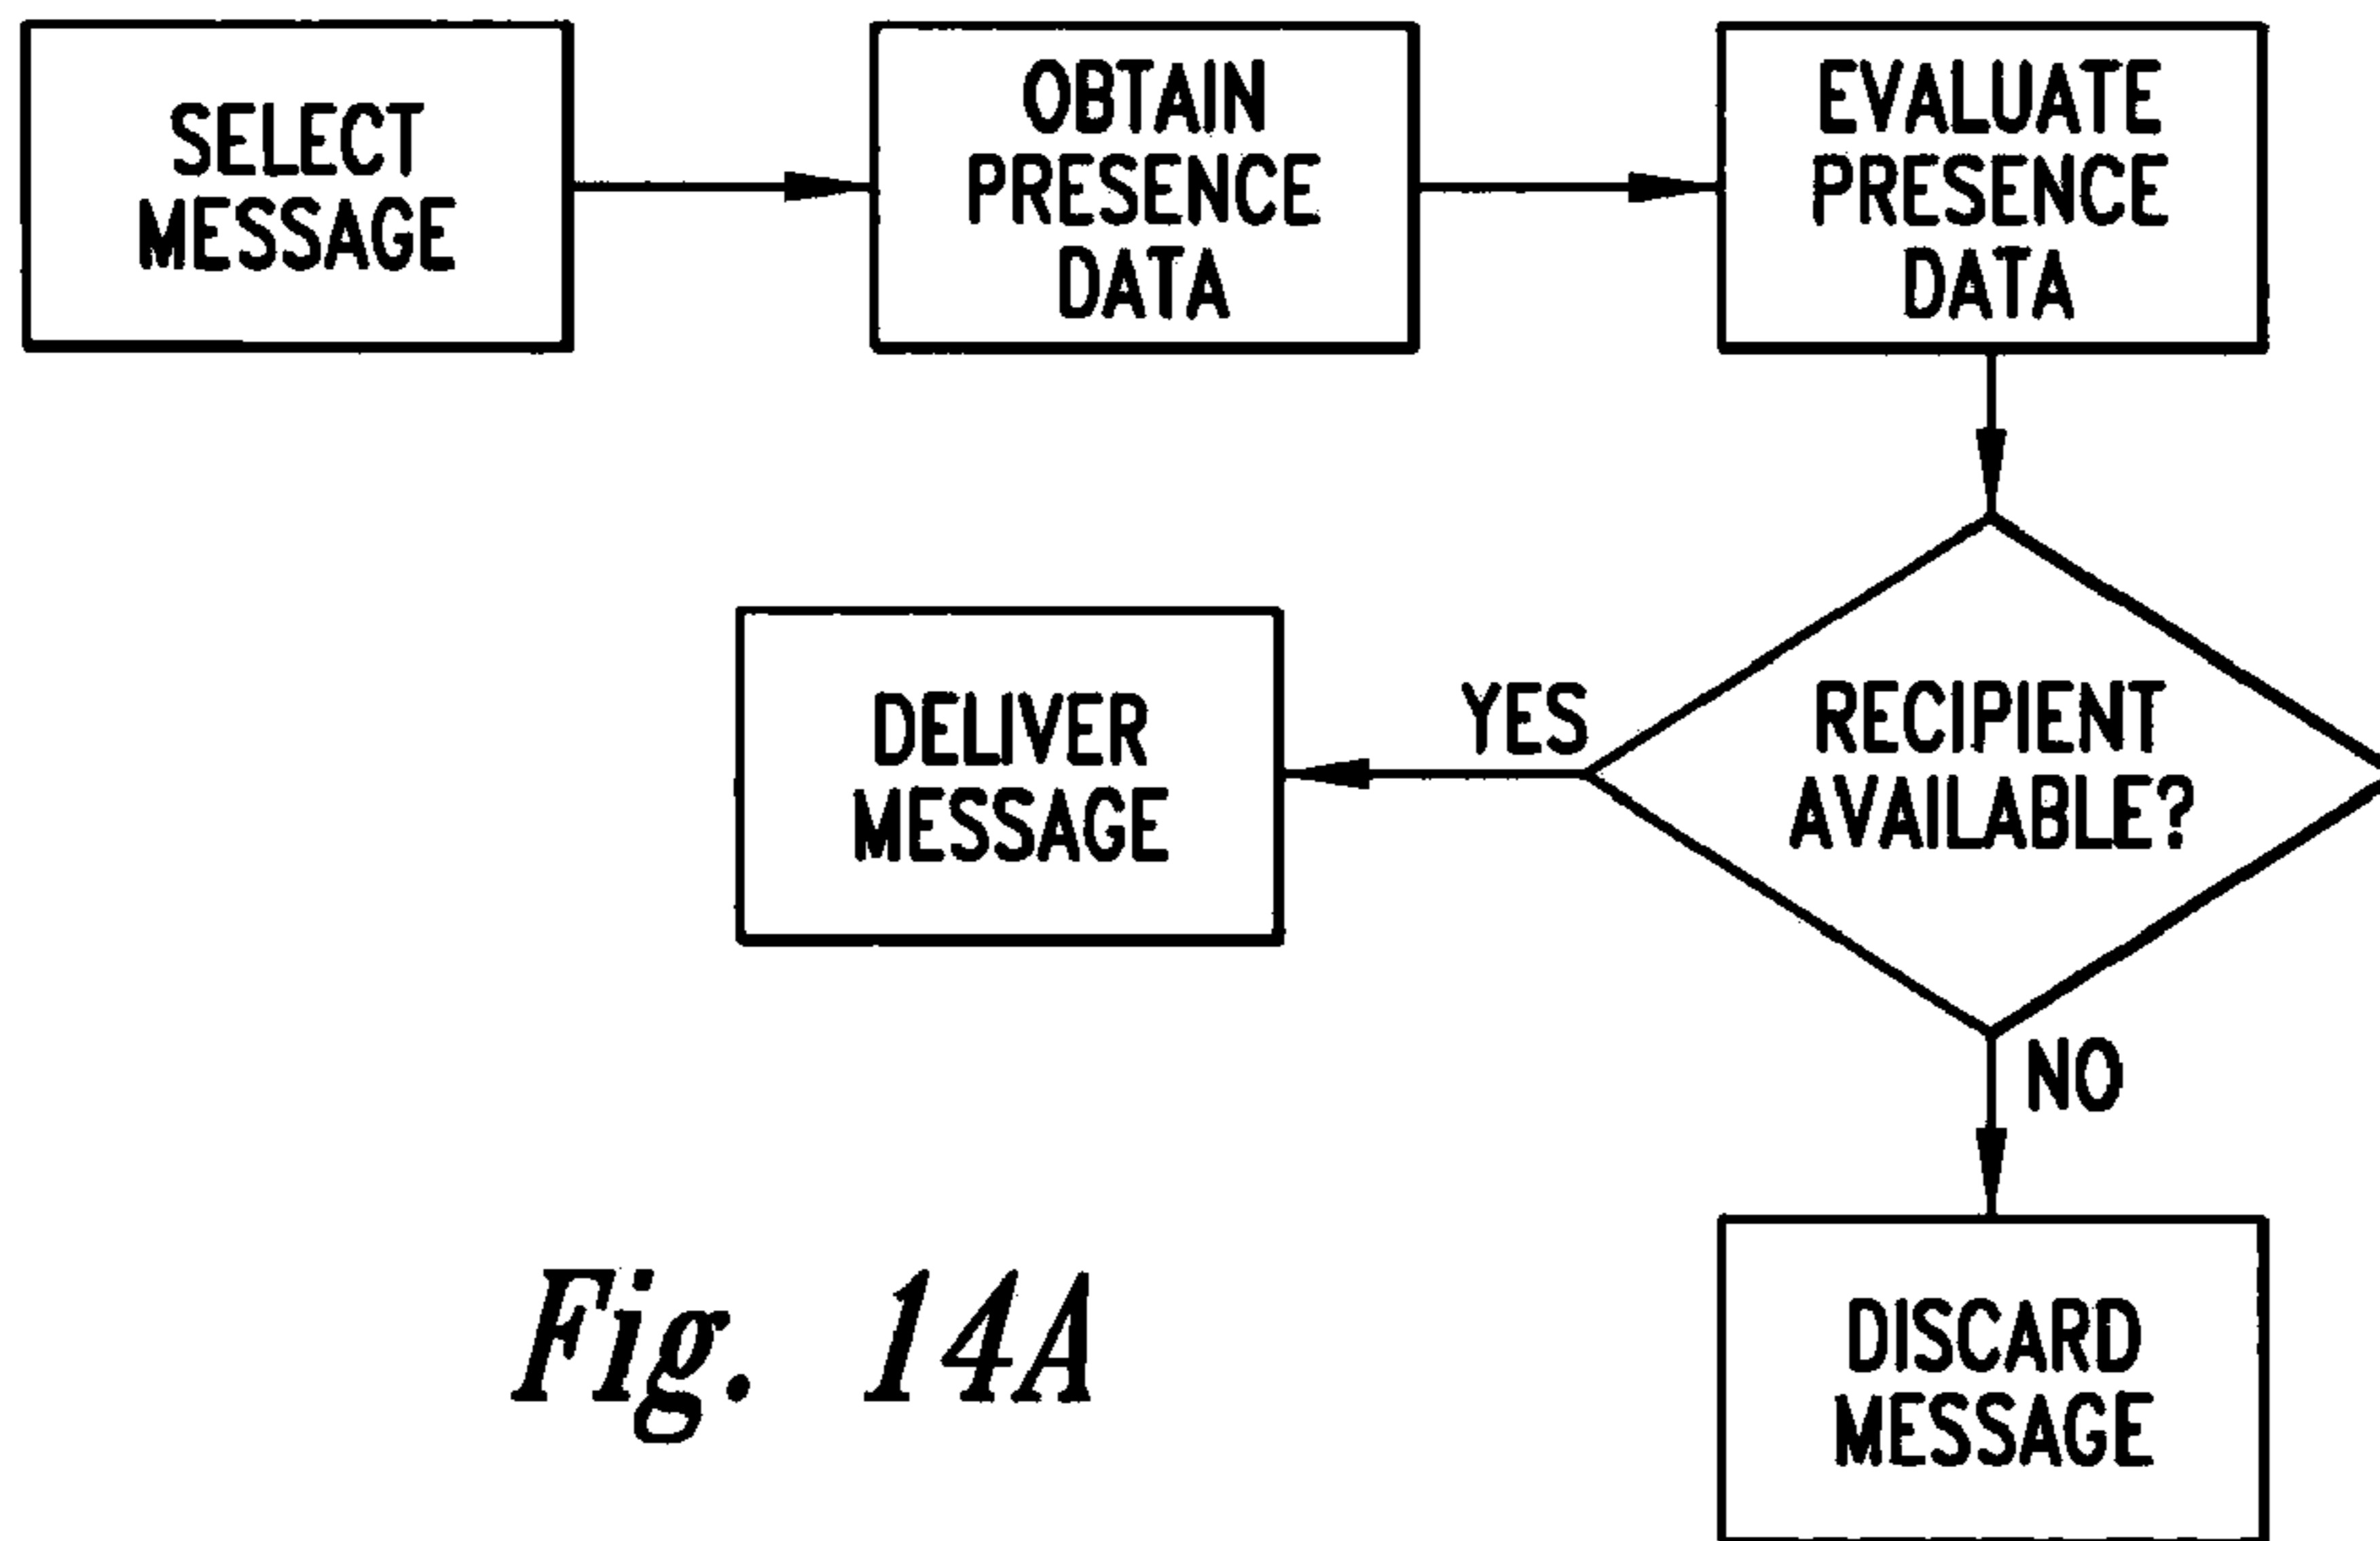 SELECT
MESSAGE
OBTAIN
PRESENCE
DATA
EVALUATE
PRESENCE
DATA
RECIPIENT
AVAILABLE?
YES
DELIVER
MESSAGE
NO
DISCARD
MESSAGE
Fig. 14A